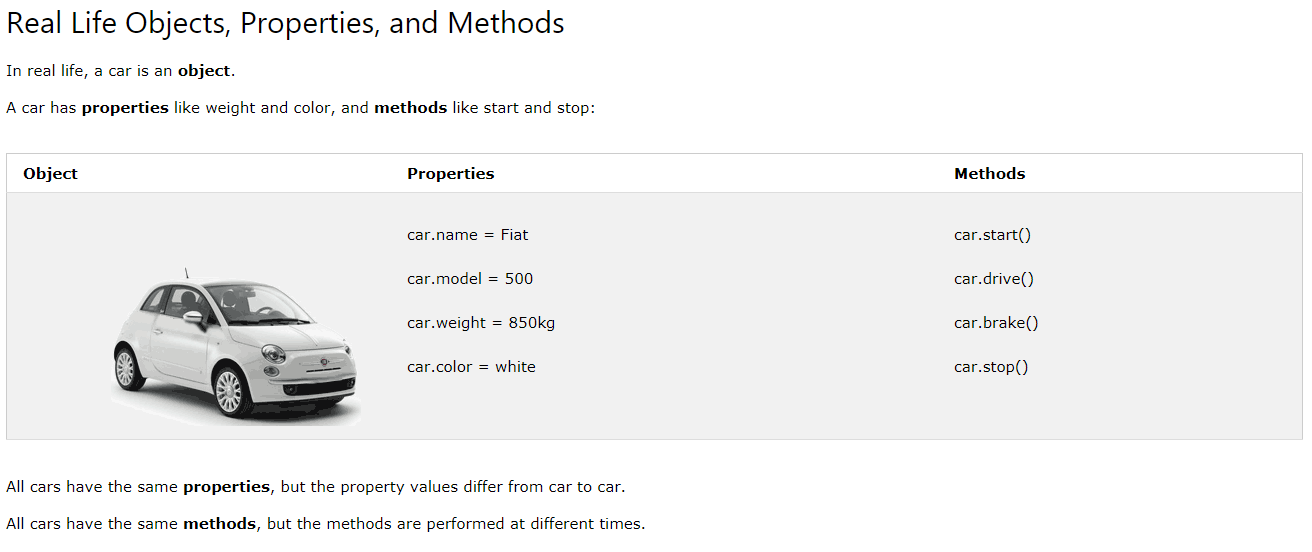 Real Life Objects, Properties, and Methods
In real life, a car is an object.
A car has properties like weight and color, and methods like start and stop:
Object Properties Methods
car.name = Fiat car.start()
car.model = 500 car.drive()
car.weight = 850kg car.brake()
car.color = white car.stop()
All cars have the same properties, but the property values differ from car to car.
All cars have the same methods, but the methods are performed at different times.